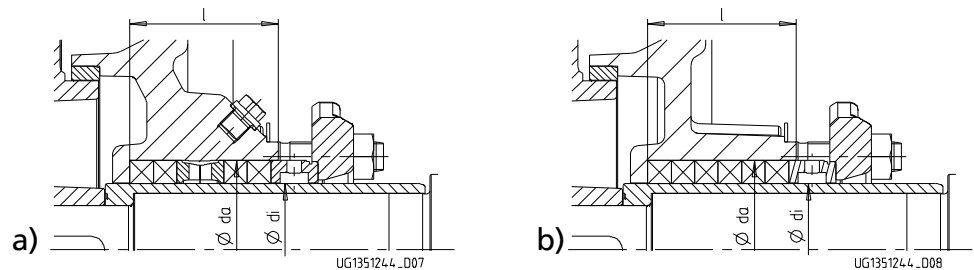 l
l
a)
Ø da
Ø di
b)
Ø da
Ø di
UG1351244_D07
UG1351244_D08